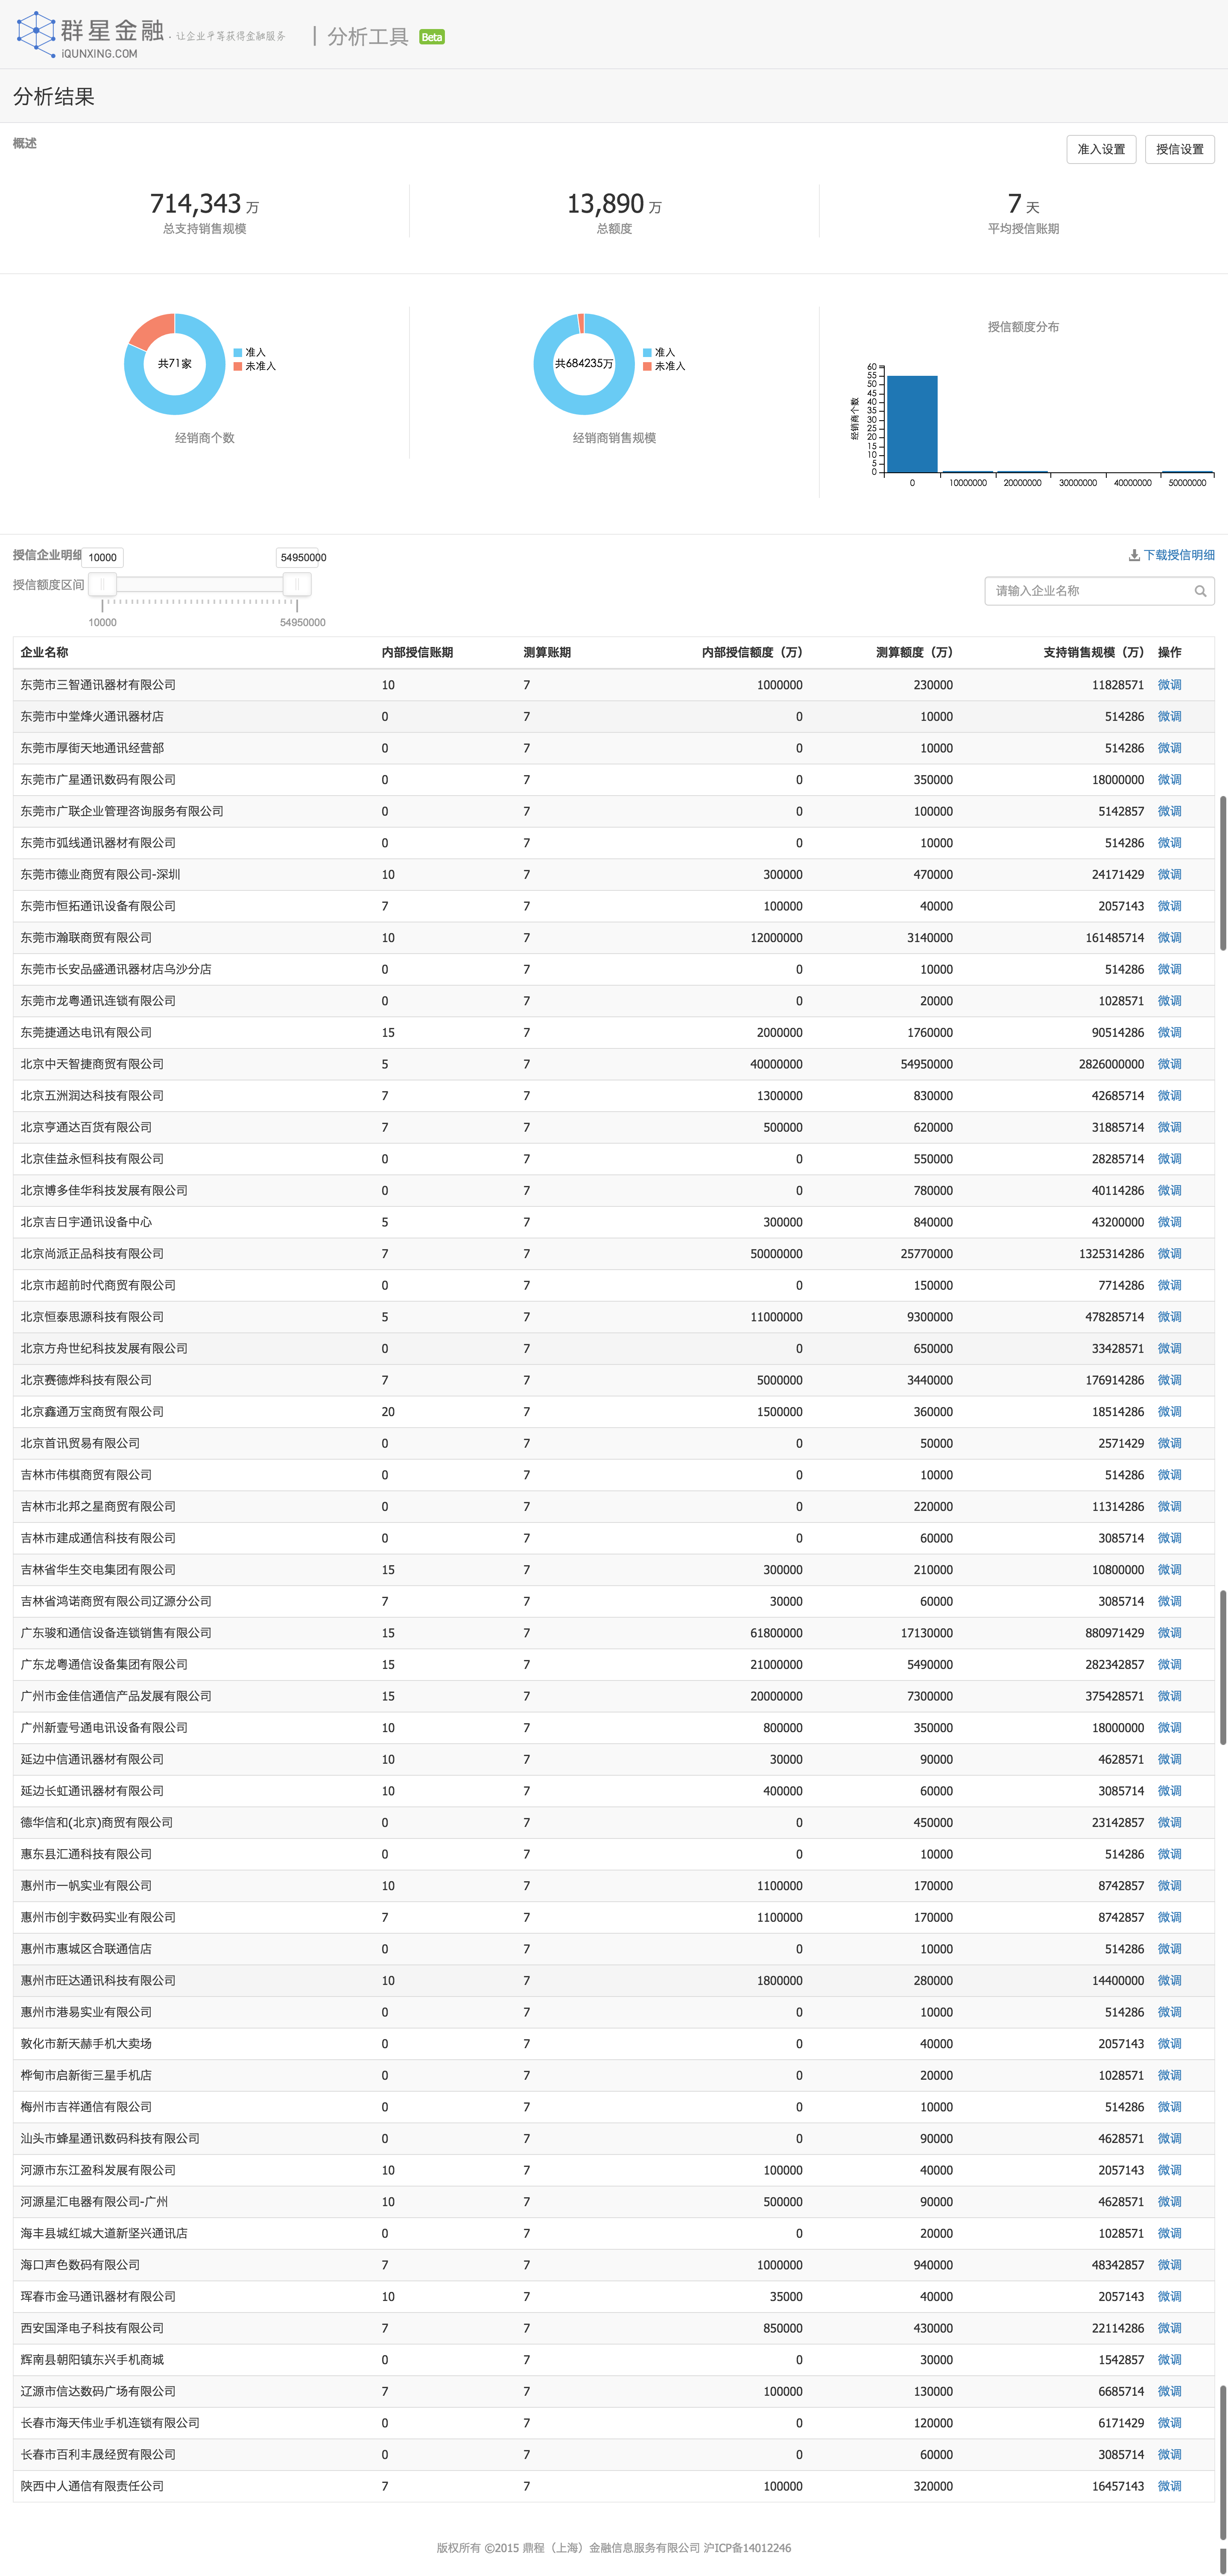 群星金融 · 让企业平等获得金融服务 | 分析工具 Beta
iQUNXING.COM
分析结果
概述 准入设置 授信设置
714,343 万 13,890 万 7 天
总支持销售规模 总额度 平均授信账期
共71家 准入 未准入
经销商个数
共684235万 准入 未准入
经销商销售规模
授信额度分布
经销商个数
60
55
50
45
40
35
30
25
20
15
10
5
0
0 10000000 20000000 30000000 40000000 50000000
授信企业明细 10000 54950000 下载授信明细
授信额度区间 请输入企业名称
10000 54950000
企业名称 内部授信账期 测算账期 内部授信额度（万） 测算额度（万） 支持销售规模（万） 操作
东莞市三智通讯器材有限公司 10 7 1000000 230000 11828571 微调
东莞市中堂烽火通讯器材店 0 7 0 10000 514286 微调
东莞市厚街天地通讯经营部 0 7 0 10000 514286 微调
东莞市广星通讯数码有限公司 0 7 0 350000 18000000 微调
东莞市广联企业管理咨询服务有限公司 0 7 0 100000 5142857 微调
东莞市弧线通讯器材有限公司 0 7 0 10000 514286 微调
东莞市德业商贸有限公司-深圳 10 7 300000 470000 24171429 微调
东莞市恒拓通讯设备有限公司 7 7 100000 40000 2057143 微调
东莞市瀚联商贸有限公司 10 7 12000000 3140000 161485714 微调
东莞市长安品盛通讯器材店乌沙分店 0 7 0 10000 514286 微调
东莞市龙粤通讯连锁有限公司 0 7 0 20000 1028571 微调
东莞捷通达电讯有限公司 15 7 2000000 1760000 90514286 微调
北京中天智捷商贸有限公司 5 7 40000000 54950000 2826000000 微调
北京五洲润达科技有限公司 7 7 1300000 830000 42685714 微调
北京亨通达百货有限公司 7 7 500000 620000 31885714 微调
北京佳益永恒科技有限公司 0 7 0 550000 28285714 微调
北京博多佳华科技发展有限公司 0 7 0 780000 40114286 微调
北京吉日宇通讯设备中心 5 7 300000 840000 43200000 微调
北京尚派正品科技有限公司 7 7 50000000 25770000 1325314286 微调
北京市超前时代商贸有限公司 0 7 0 150000 7714286 微调
北京恒泰思源科技有限公司 5 7 11000000 9300000 478285714 微调
北京方舟世纪科技发展有限公司 0 7 0 650000 33428571 微调
北京赛德烨科技有限公司 7 7 5000000 3440000 176914286 微调
北京鑫通万宝商贸有限公司 20 7 1500000 360000 18514286 微调
北京首讯贸易有限公司 0 7 0 50000 2571429 微调
吉林市伟棋商贸有限公司 0 7 0 10000 514286 微调
吉林市北邦之星商贸有限公司 0 7 0 220000 11314286 微调
吉林市建成通信科技有限公司 0 7 0 60000 3085714 微调
吉林省华生交电集团有限公司 15 7 300000 210000 10800000 微调
吉林省鸿诺商贸有限公司辽源分公司 7 7 30000 60000 3085714 微调
广东骏和通信设备连锁销售有限公司 15 7 61800000 17130000 880971429 微调
广东龙粤通信设备集团有限公司 15 7 21000000 5490000 282342857 微调
广州市金佳信通信产品发展有限公司 15 7 20000000 7300000 375428571 微调
广州新壹号通电讯设备有限公司 10 7 800000 350000 18000000 微调
延边中信通讯器材有限公司 10 7 30000 90000 4628571 微调
延边长虹通讯器材有限公司 10 7 400000 60000 3085714 微调
德华信和(北京)商贸有限公司 0 7 0 450000 23142857 微调
惠东县汇通科技有限公司 0 7 0 10000 514286 微调
惠州市一帆实业有限公司 10 7 1100000 170000 8742857 微调
惠州市创宇数码实业有限公司 7 7 1100000 170000 8742857 微调
惠州市惠城区合联通信店 0 7 0 10000 514286 微调
惠州市旺达通讯科技有限公司 10 7 1800000 280000 14400000 微调
惠州市港易实业有限公司 0 7 0 10000 514286 微调
敦化市新天赫手机大卖场 0 7 0 40000 2057143 微调
桦甸市启新街三星手机店 0 7 0 20000 1028571 微调
梅州市吉祥通信有限公司 0 7 0 10000 514286 微调
汕头市蜂星通讯数码科技有限公司 0 7 0 90000 4628571 微调
河源市东江盈科发展有限公司 10 7 100000 40000 2057143 微调
河源星汇电器有限公司-广州 10 7 500000 90000 4628571 微调
海丰县城红城大道新坚兴通讯店 0 7 0 20000 1028571 微调
海口声色数码有限公司 7 7 1000000 940000 48342857 微调
珲春市金马通讯器材有限公司 10 7 35000 40000 2057143 微调
西安国泽电子科技有限公司 7 7 850000 430000 22114286 微调
辉南县朝阳镇东兴手机商城 0 7 0 30000 1542857 微调
辽源市信达数码广场有限公司 7 7 100000 130000 6685714 微调
长春市海天伟业手机连锁有限公司 0 7 0 120000 6171429 微调
长春市百利丰晟经贸有限公司 0 7 0 60000 3085714 微调
陕西中人通信有限责任公司 7 7 100000 320000 16457143 微调
版权所有 ©2015 鼎程（上海）金融信息服务有限公司 沪ICP备14012246